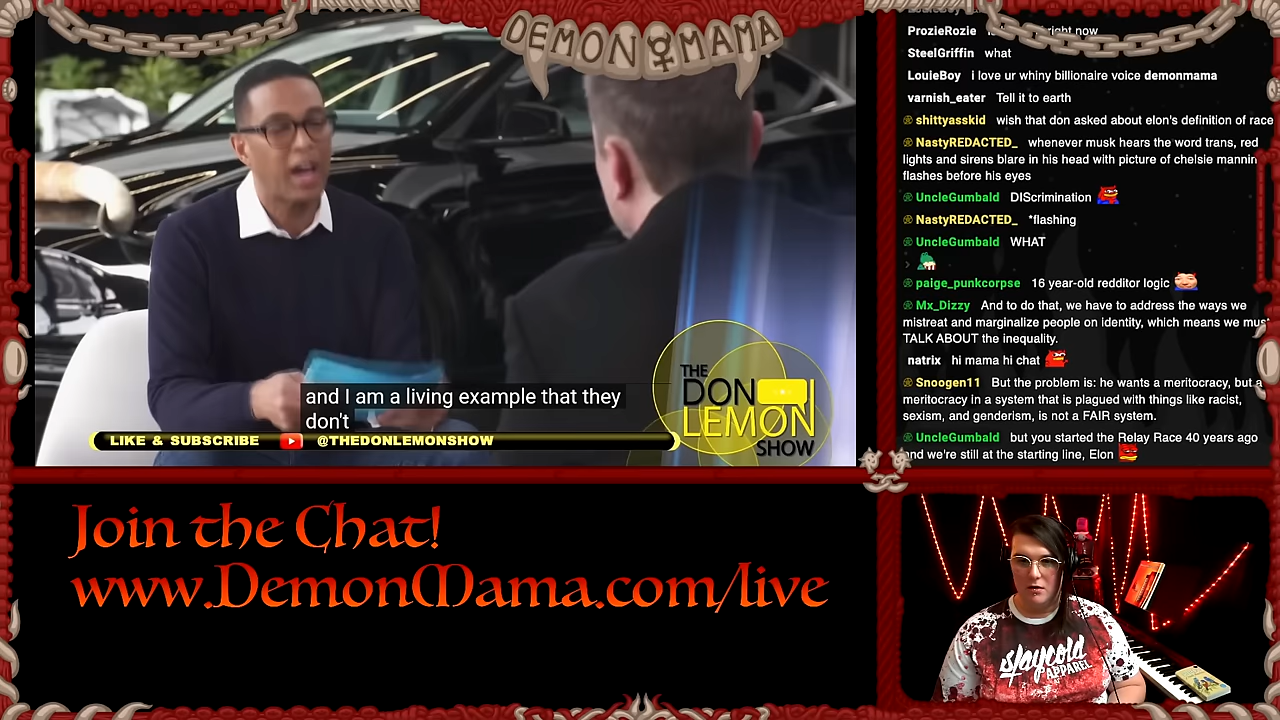 DEMON MAMA
and I am a living example that they
don't
LIKE & SUBSCRIBE
@THEDONLEMONSHOW
THE
DON
LEMON
SHOW
ProzieRozie right now
SteelGriffin what
LouieBoy i love ur whiny billionaire voice demonmama
varnish_eater Tell it to earth
shittyasskid wish that don asked about elon's definition of race
NastyREDACTED_ whenever musk hears the word trans, red
lights and sirens blare in his head with picture of chelsie mannin
flashes before his eyes
UncleGumbald DIScrimination
NastyREDACTED_ *flashing
UncleGumbald WHAT
paige_punkcorpse 16 year-old redditor logic
Mx_Dizzy And to do that, we have to address the ways we
mistreat and marginalize people on identity, which means we must
TALK ABOUT the inequality.
natrix hi mama hi chat
Snoogen11 But the problem is: he wants a meritocracy, but a
meritocracy in a system that is plagued with things like racist,
sexism, and genderism, is not a FAIR system.
UncleGumbald but you started the Relay Race 40 years ago
and we're still at the starting line, Elon
Join the Chat!
www.DemonMama.com/live
staycold
APPAREL